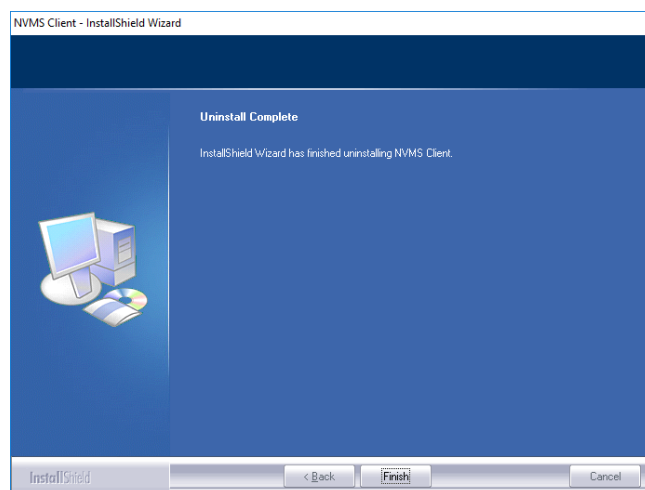 NVMS Client - InstallShield Wizard
Uninstall Complete
InstallShield Wizard has finished uninstalling NVMS Client.
InstallShield
< Back
Finish
Cancel